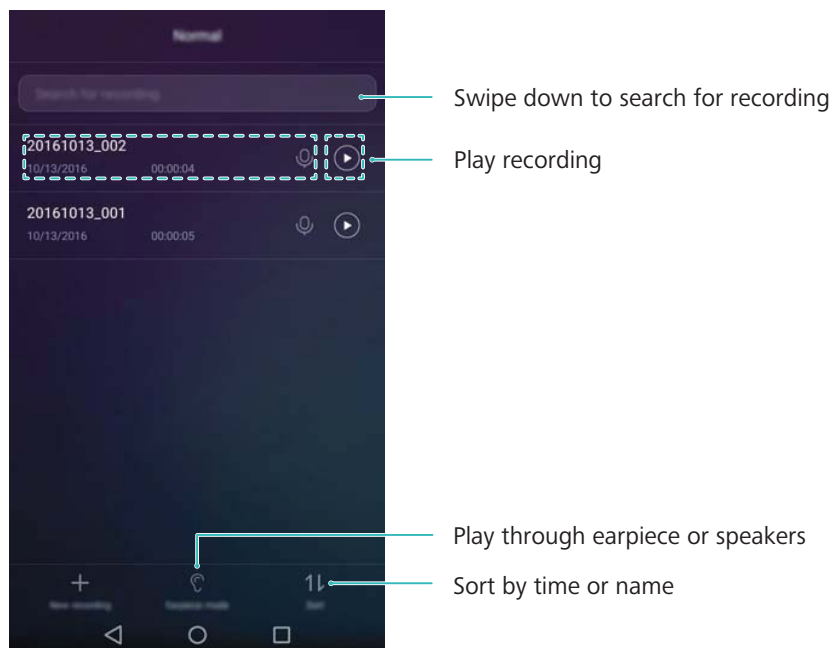 Normal
Search for recording
Swipe down to search for recording
20161013_002
10/13/2016 00:00:04
Play recording
20161013_001
10/13/2016 00:00:05
Play through earpiece or speakers
Sort by time or name
New recording Earpiece mode Sort